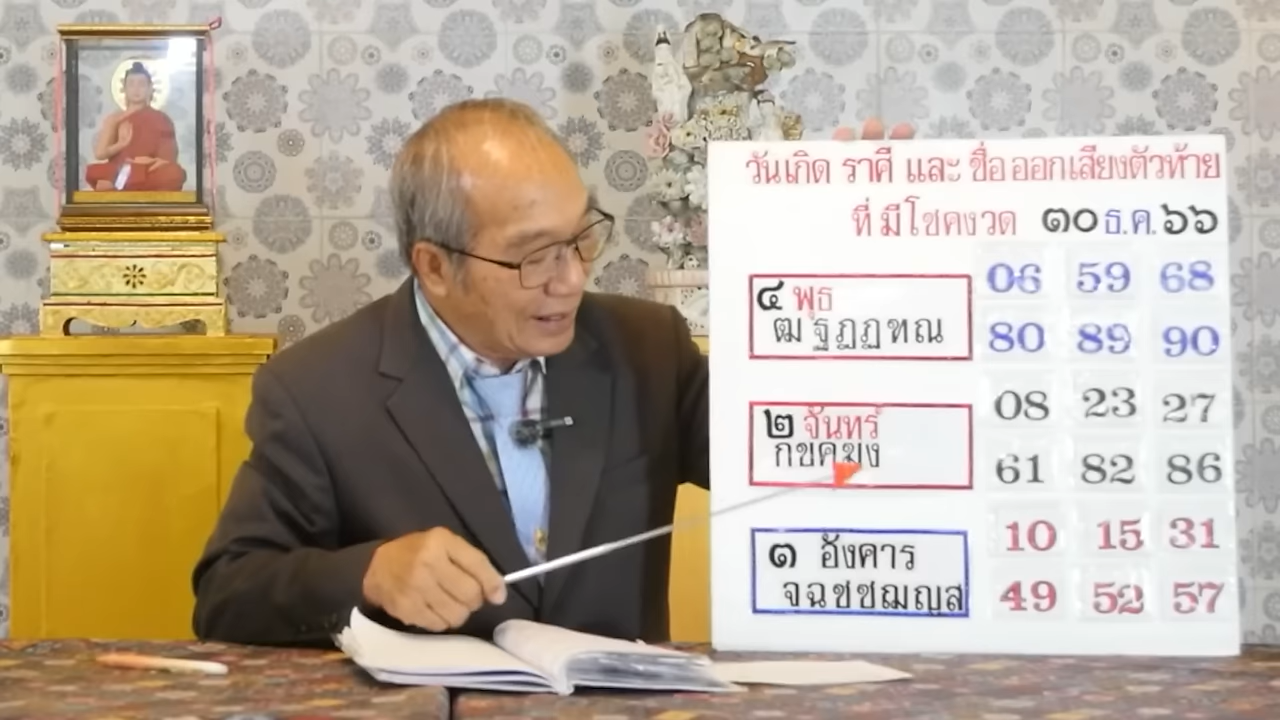 วันเกิด ราศี และ ชื่อ ออกเสียงตัวท้าย
ที่ มีโชคงวด ๓๐ ธ.ค. ๖๖
๔ พุธ
ฒ ฐ ฎ ฏ ฑ ณ
06 59 68
80 89 90
๒ จันทร์
ก ข ค ฆ ง
08 23 27
61 82 86
๓ อังคาร
จ ฉ ช ซ ฌ ญ ส
10 15 31
49 52 57